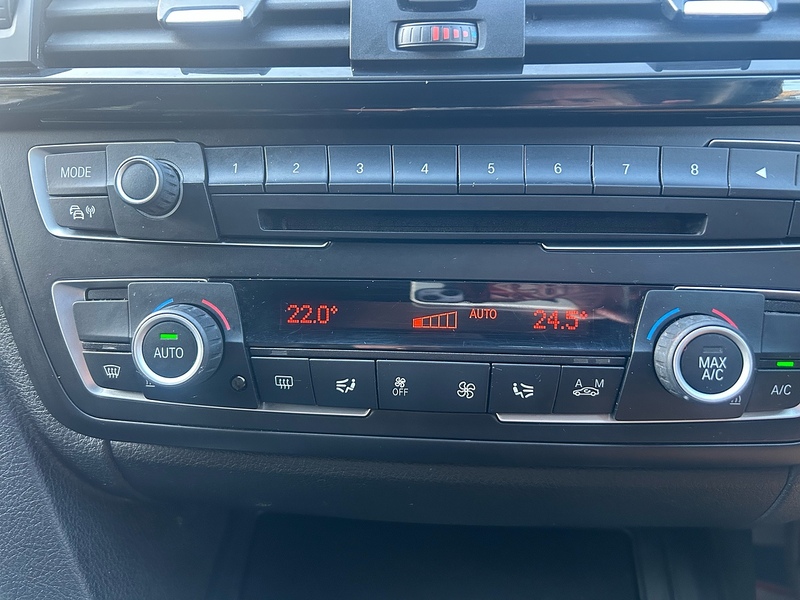 MODE 1 2 3 4 5 6 7 8
22.0° AUTO 24.5°
AUTO MAX A/C
OFF A M A/C